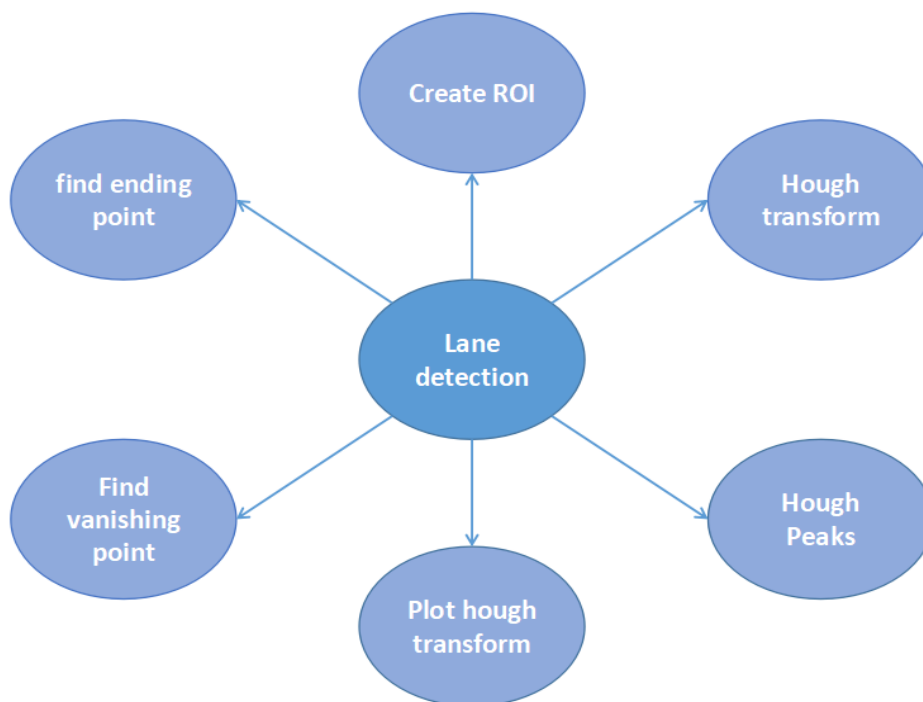 Create ROI
find ending
point
Hough
transform
Lane
detection
Find
vanishing
point
Hough
Peaks
Plot hough
transform